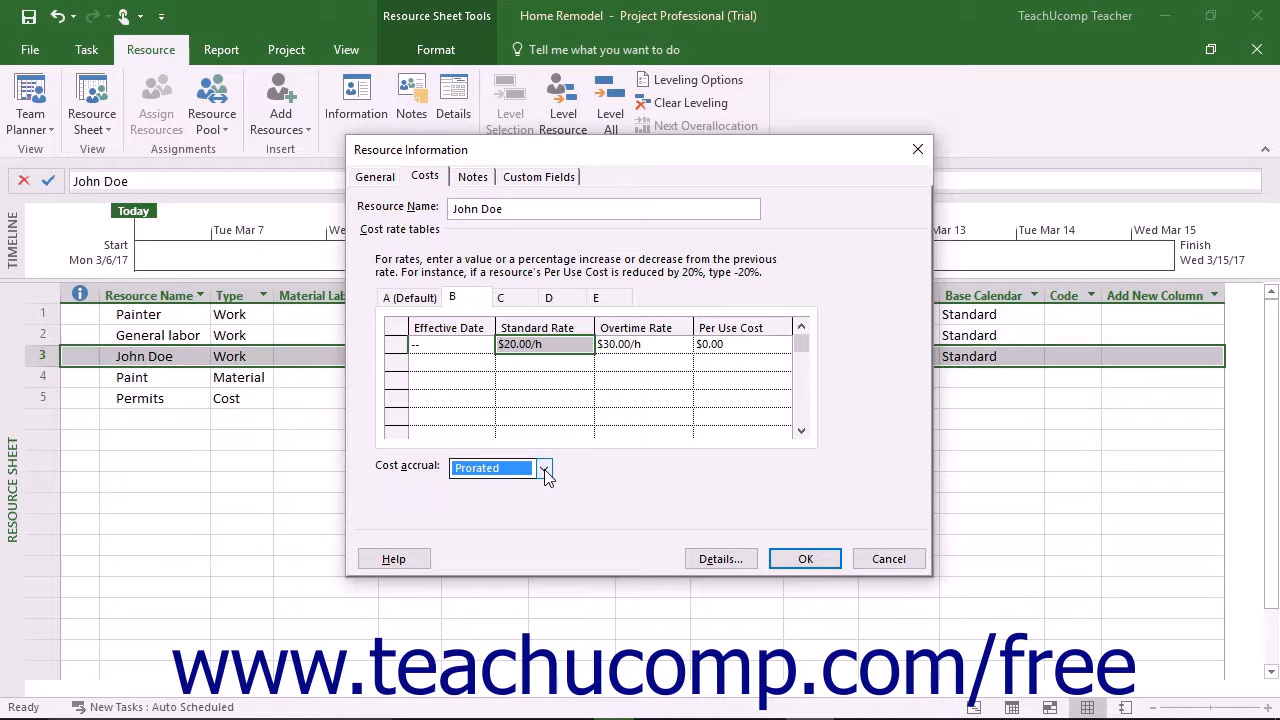 Resource Sheet Tools
Home Remodel - Project Professional (Trial)
TeachUcomp Teacher
File Task Resource Report Project View Format Tell me what you want to do
Team Planner
Resource Sheet
Assign Resources
Resource Pool
Add Resources
Information
Notes
Details
Level Selection
Level Resource
Level All
Leveling Options
Clear Leveling
Next Overallocation
View View Assignments Insert
John Doe
TIMELINE
Today
Tue Mar 7
We
Mar 13
Tue Mar 14
Wed Mar 15
Start
Mon 3/6/17
Finish
Wed 3/15/17
RESOURCE SHEET
Resource Name Type Material Lab Base Calendar Code Add New Column
1 Painter Work Standard
2 General labor Work Standard
3 John Doe Work Standard
4 Paint Material
5 Permits Cost
Resource Information
General Costs Notes Custom Fields
Resource Name: John Doe
Cost rate tables
For rates, enter a value or a percentage increase or decrease from the previous
rate. For instance, if a resource's Per Use Cost is reduced by 20%, type -20%.
A (Default) B C D E
Effective Date Standard Rate Overtime Rate Per Use Cost
-- $20.00/h $30.00/h $0.00
Cost accrual: Prorated
Help Details... OK Cancel
www.teachucomp.com/free
Ready New Tasks : Auto Scheduled